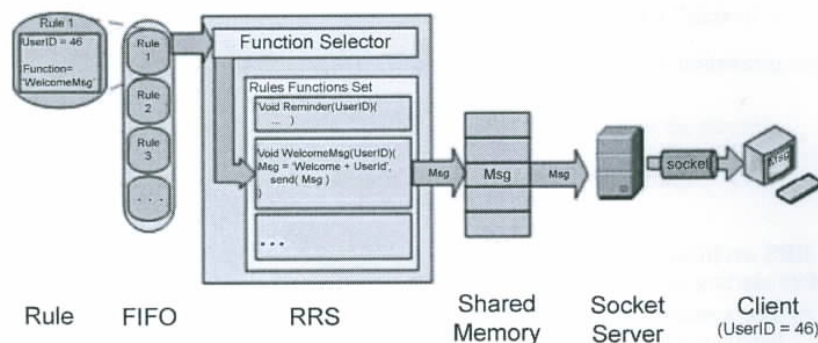 Rule 1
UserID = 46
Function=
'WelcomeMsg'
Rule
1
Rule
2
Rule
3
. . .
Function Selector
Rules Functions Set
Void Reminder(UserID)(
... )
Void WelcomeMsg(UserID)(
Msg = 'Welcome + UserId',
send( Msg )
)
. . .
Msg
Msg
Msg
socket
Msg
Rule
FIFO
RRS
Shared
Memory
Socket
Server
Client
(UserID = 46)